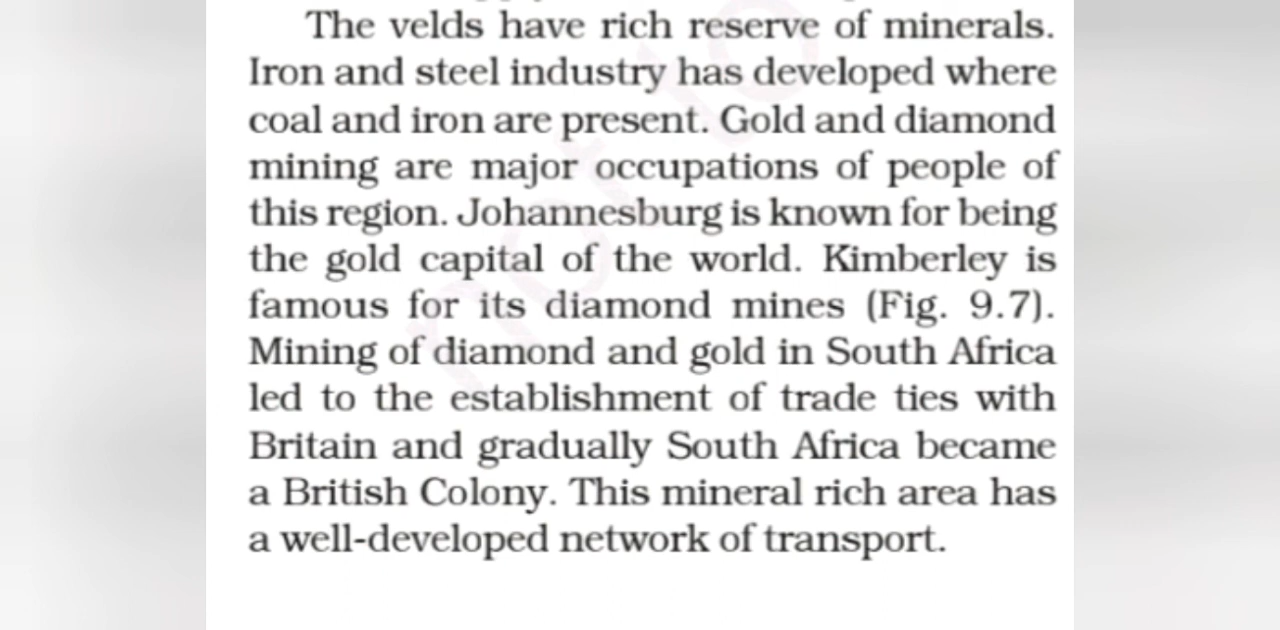 The velds have rich reserve of minerals.
Iron and steel industry has developed where
coal and iron are present. Gold and diamond
mining are major occupations of people of
this region. Johannesburg is known for being
the gold capital of the world. Kimberley is
famous for its diamond mines (Fig. 9.7).
Mining of diamond and gold in South Africa
led to the establishment of trade ties with
Britain and gradually South Africa became
a British Colony. This mineral rich area has
a well-developed network of transport.